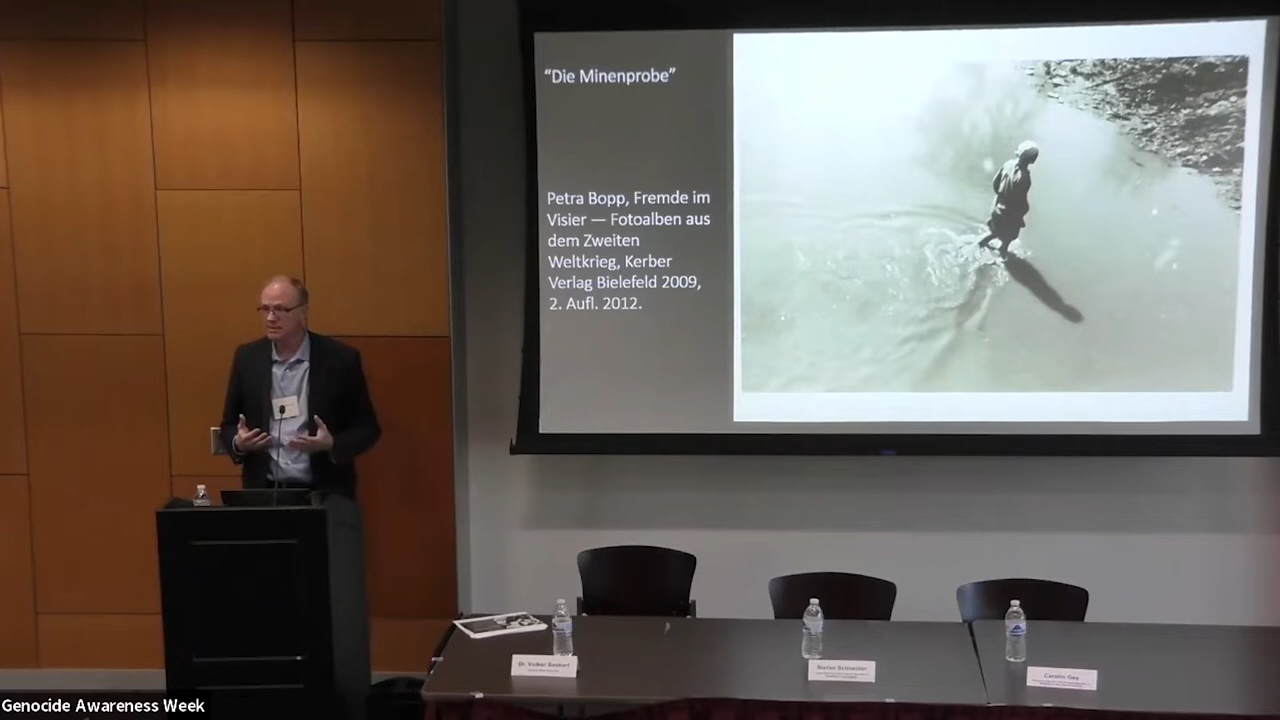 “Die Minenprobe”
Petra Bopp, Fremde im
Visier — Fotoalben aus
dem Zweiten
Weltkrieg, Kerber
Verlag Bielefeld 2009,
2. Aufl. 2012.
Dr. Volker Benkert
Stefan Schneider
Carolin Gey
Genocide Awareness Week